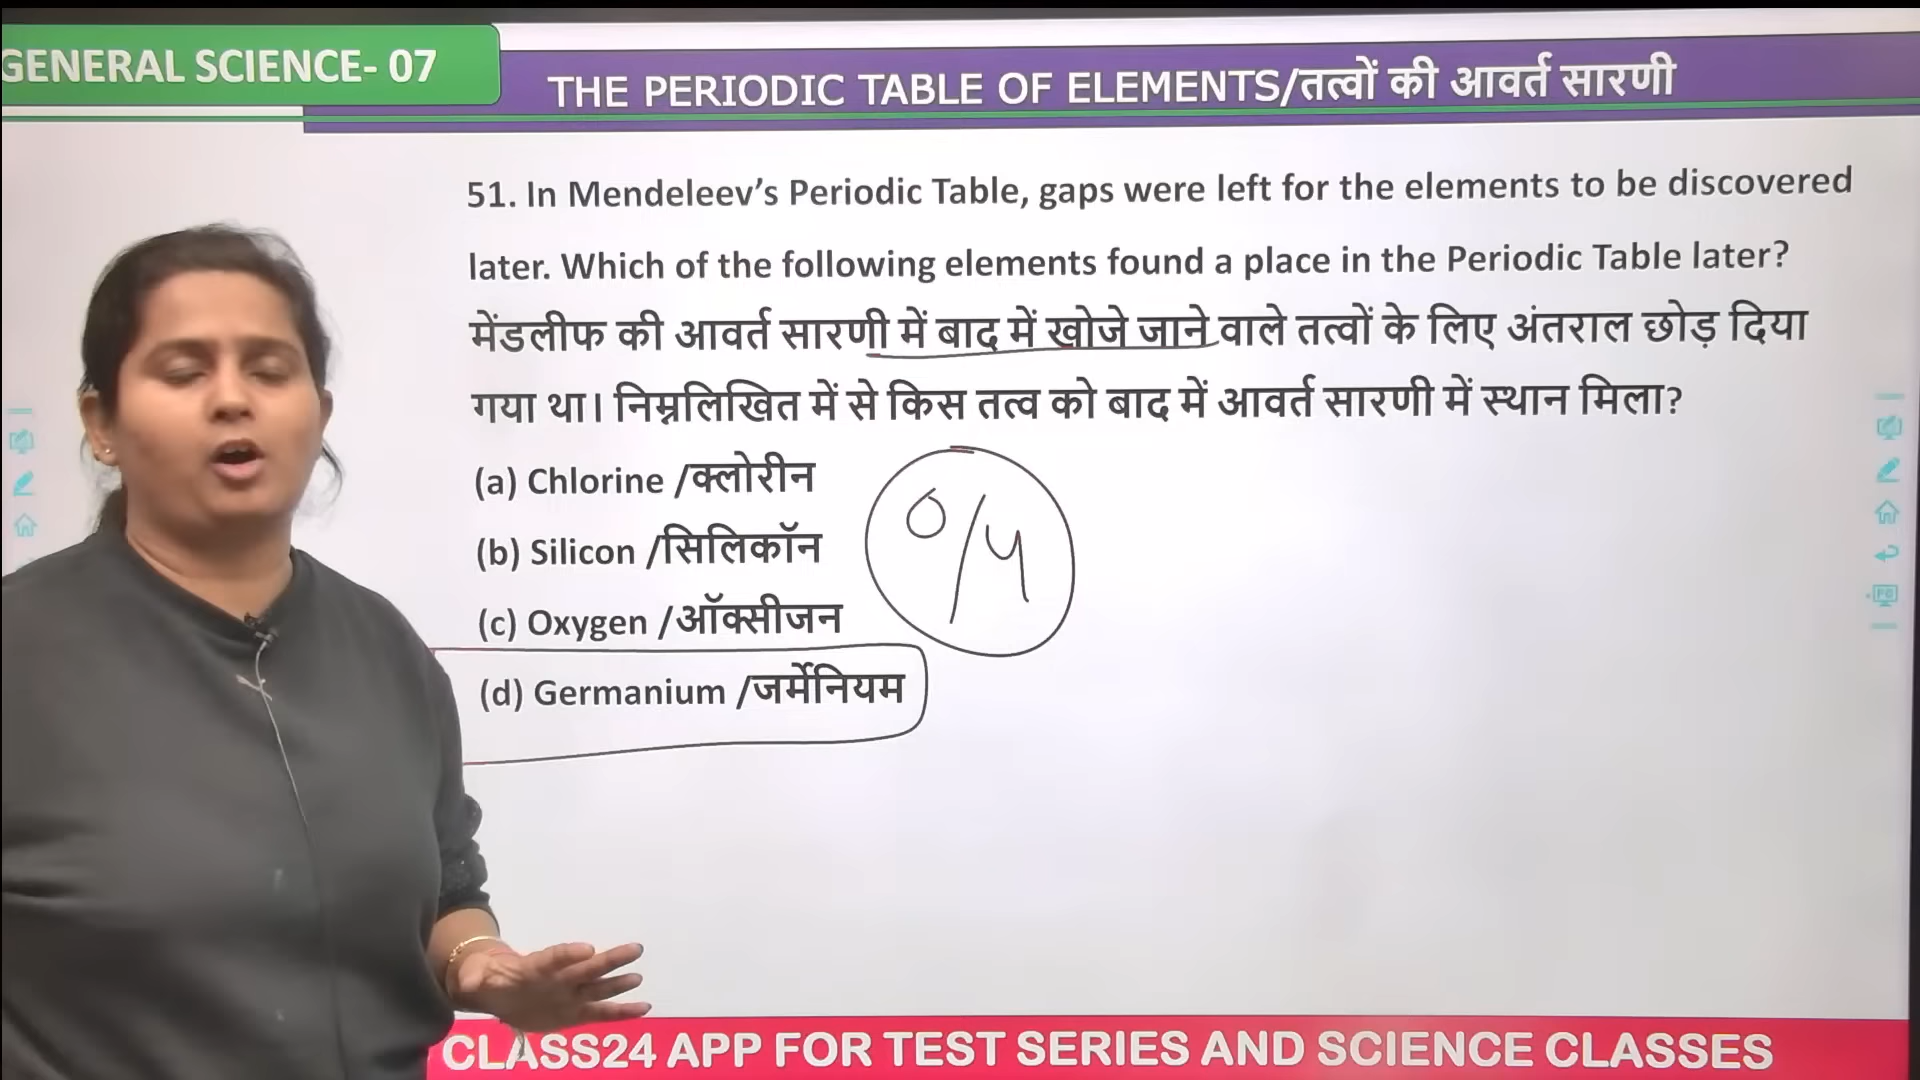 GENERAL SCIENCE- 07
THE PERIODIC TABLE OF ELEMENTS/तत्वों की आवर्त सारणी
51. In Mendeleev’s Periodic Table, gaps were left for the elements to be discovered
later. Which of the following elements found a place in the Periodic Table later?
मेंडलीफ की आवर्त सारणी में बाद में खोजे जाने वाले तत्वों के लिए अंतराल छोड़ दिया
गया था। निम्नलिखित में से किस तत्व को बाद में आवर्त सारणी में स्थान मिला?
(a) Chlorine /क्लोरीन
(b) Silicon /सिलिकॉन
(c) Oxygen /ऑक्सीजन
(d) Germanium /जर्मेनियम
CLASS24 APP FOR TEST SERIES AND SCIENCE CLASSES